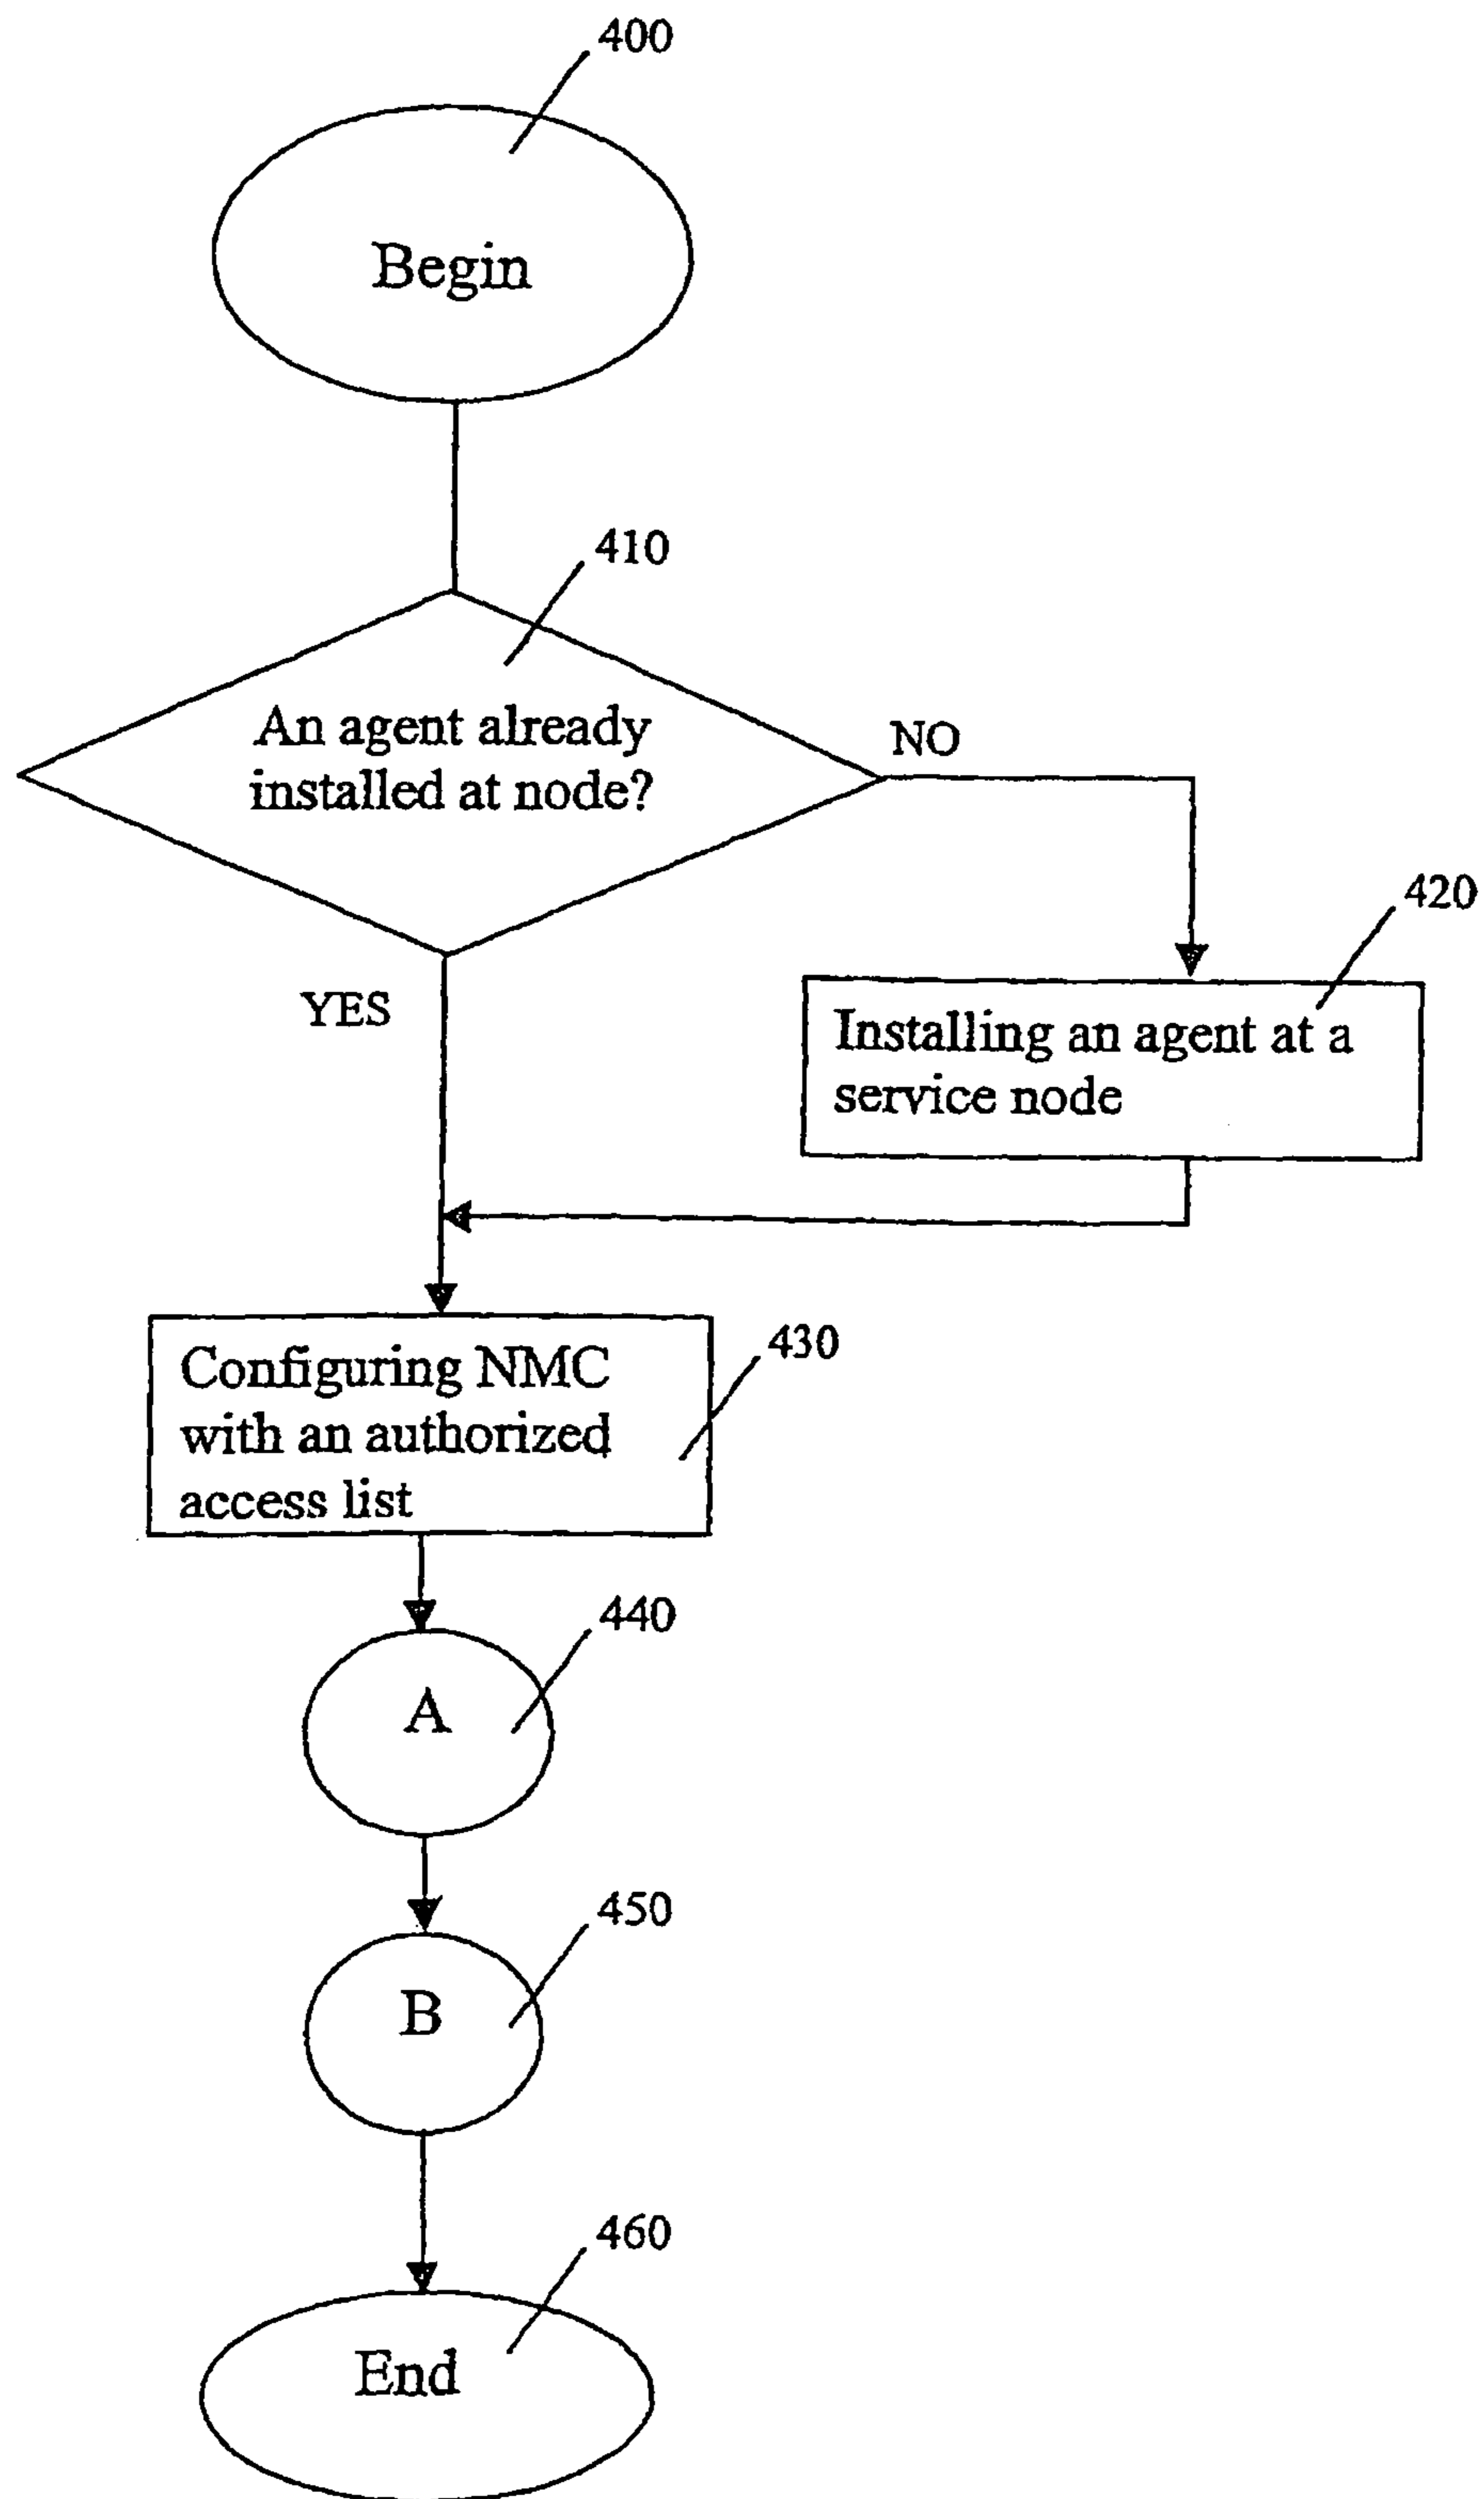 400
Begin
410
An agent already
installed at node?
NO
420
YES
Installing an agent at a
service node
430
Configuring NMC
with an authorized
access list
440
A
450
B
460
End